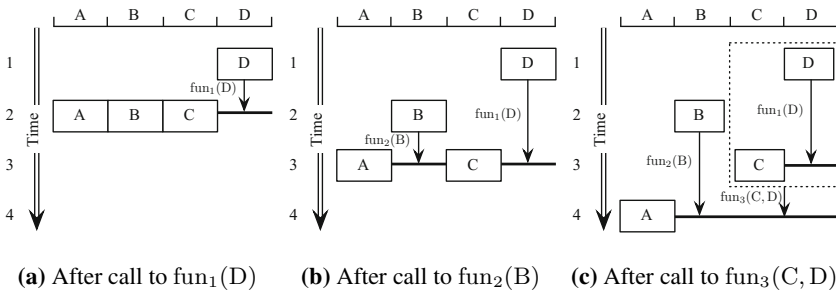 A B C D A B C D A B C D
1 D 1 D 1 D
fun₁(D)
2 A B C 2 B fun₁(D) 2 B fun₁(D)
Time Time Time
fun₂(B) fun₂(B)
3 3 A C 3 C
fun₃(C, D)
4 4 4 A
(a) After call to fun₁(D) (b) After call to fun₂(B) (c) After call to fun₃(C, D)